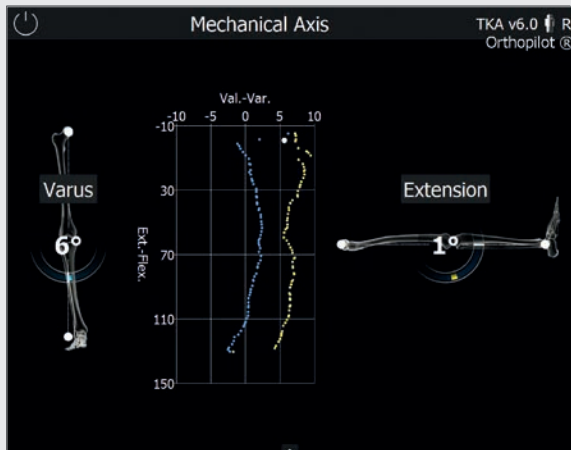 Mechanical Axis
TKA v6.0 R
Orthopilot ®
Val.-Var.
-10 -5 0 5 10
-10
30
70
110
150
Ext.-Flex.
Varus
6°
Extension
1°